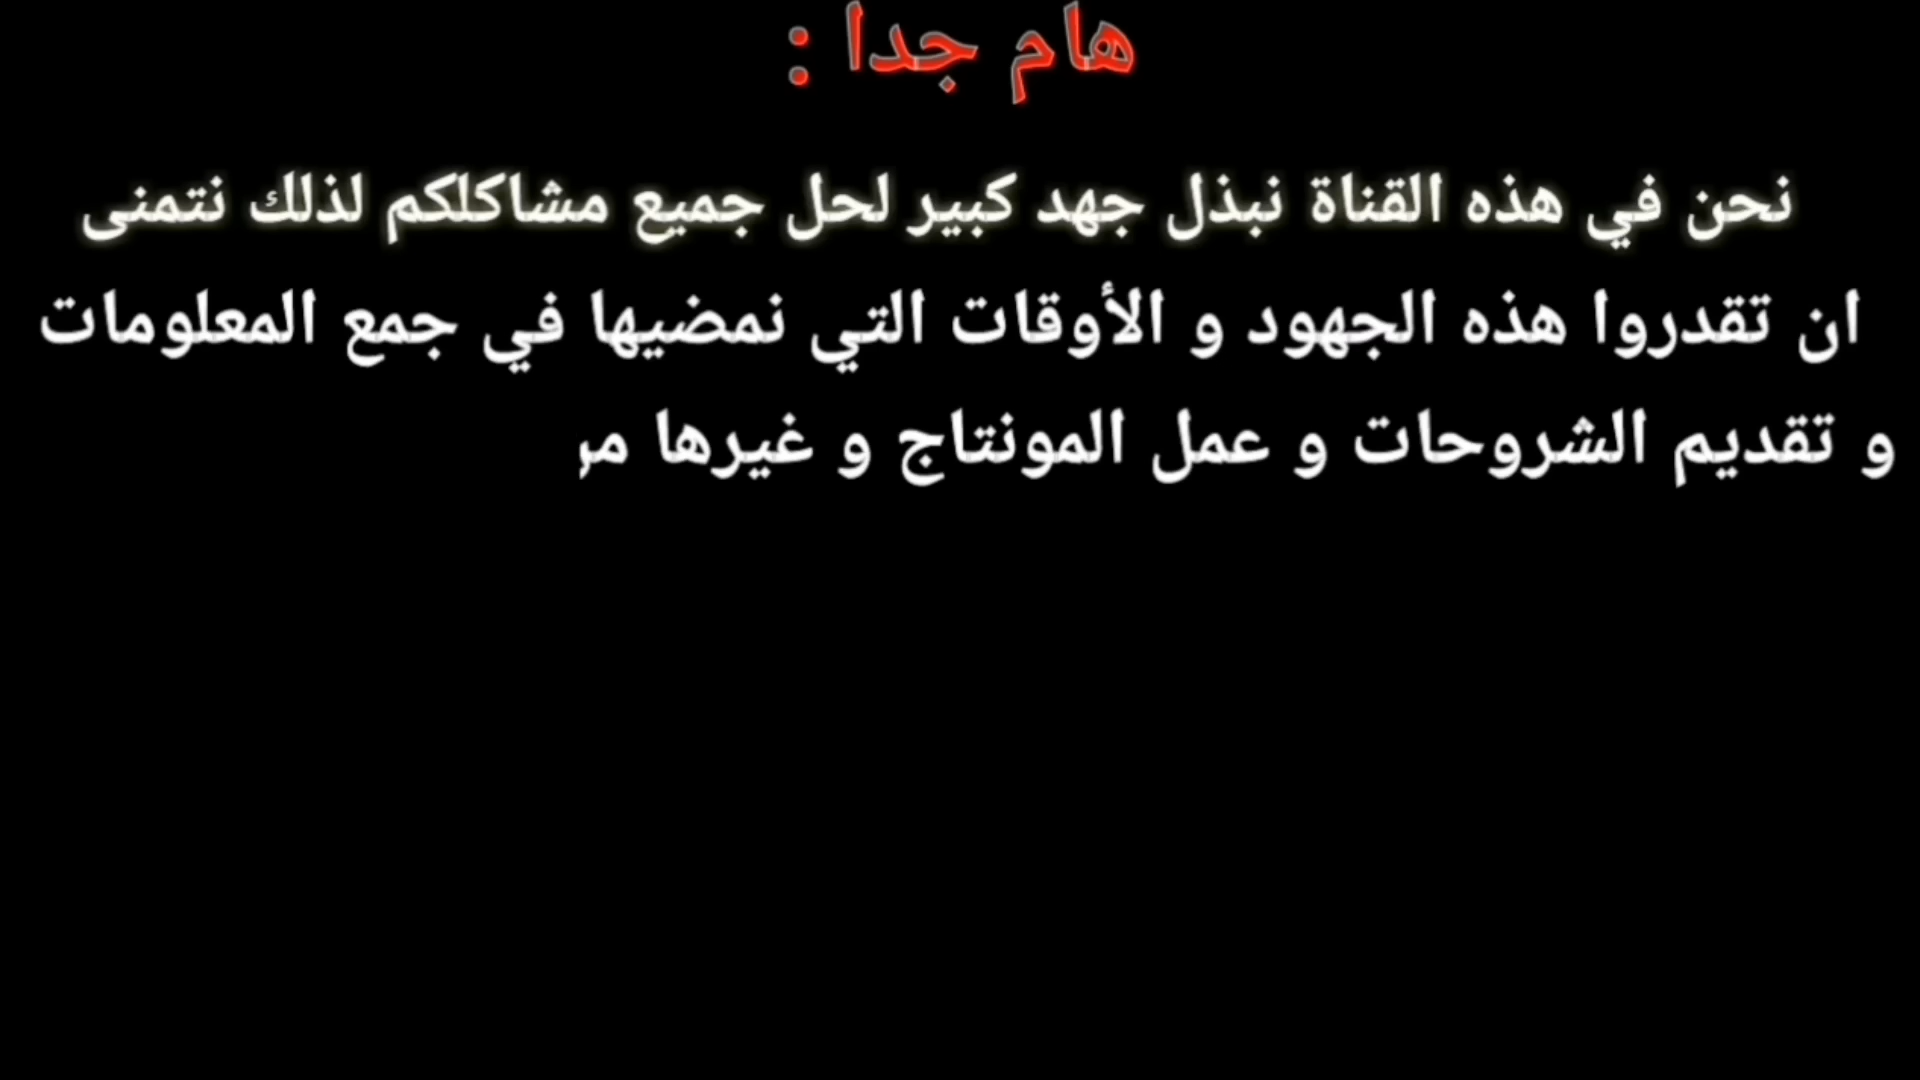 هام جدا :
نحن في هذه القناة نبذل جهد كبير لحل جميع مشاكلكم لذلك نتمنى
ان تقدروا هذه الجهود و الأوقات التي نمضيها في جمع المعلومات
و تقديم الشروحات و عمل المونتاج و غيرها